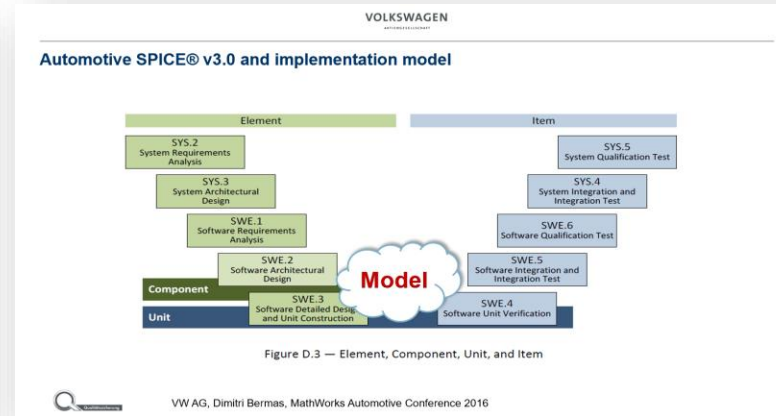 VOLKSWAGEN
AKTIENGESELLSCHAFT
Automotive SPICE® v3.0 and implementation model
Element
Item
SYS.2
System Requirements
Analysis
SYS.5
System Qualification Test
SYS.3
System Architectural
Design
SYS.4
System Integration and
Integration Test
SWE.1
Software Requirements
Analysis
SWE.6
Software Qualification Test
SWE.2
Software Architectural
Design
SWE.5
Software Integration and
Integration Test
Model
Component
Unit
SWE.3
Software Detailed Desig
and Unit Construction
SWE.4
Software Unit Verification
Figure D.3 — Element, Component, Unit, and Item
VW AG, Dimitri Bermas, MathWorks Automotive Conference 2016